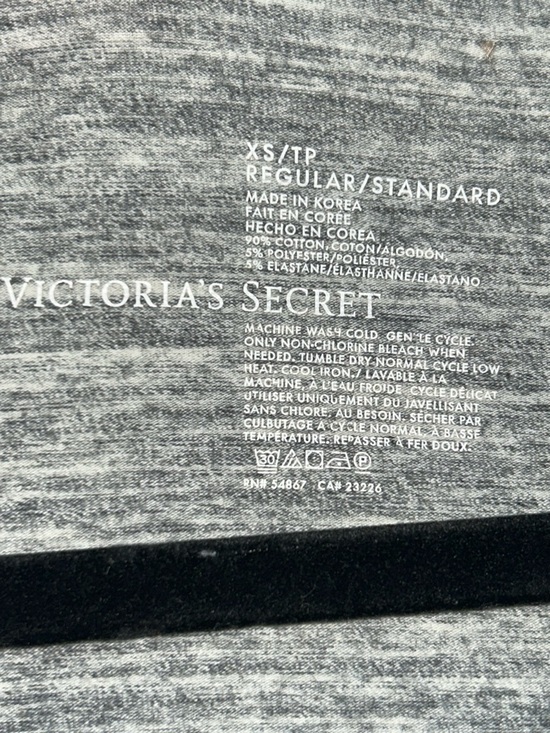 XS/TP
REGULAR/STANDARD
MADE IN KOREA
FAIT EN CORÉE
HECHO EN COREA
90% COTTON, COTON/ALGODÓN,
5% POLYESTER/POLIÉSTER
5% ELASTANE/ÉLASTHANNE/ELASTANO
VICTORIA'S SECRET
MACHINE WASH COLD. GENTLE CYCLE.
ONLY NON-CHLORINE BLEACH WHEN
NEEDED. TUMBLE DRY NORMAL CYCLE LOW
HEAT. COOL IRON./ LAVABLE À LA
MACHINE, À L'EAU FROIDE. CYCLE DÉLICAT
UTILISER UNIQUEMENT DU JAVELLISANT
SANS CHLORE, AU BESOIN. SÉCHER PAR
CULBUTAGE À CYCLE NORMAL, À BASSE
TEMPÉRATURE. REPASSER À FER DOUX.
30 P
RN# 54867 CA# 23226